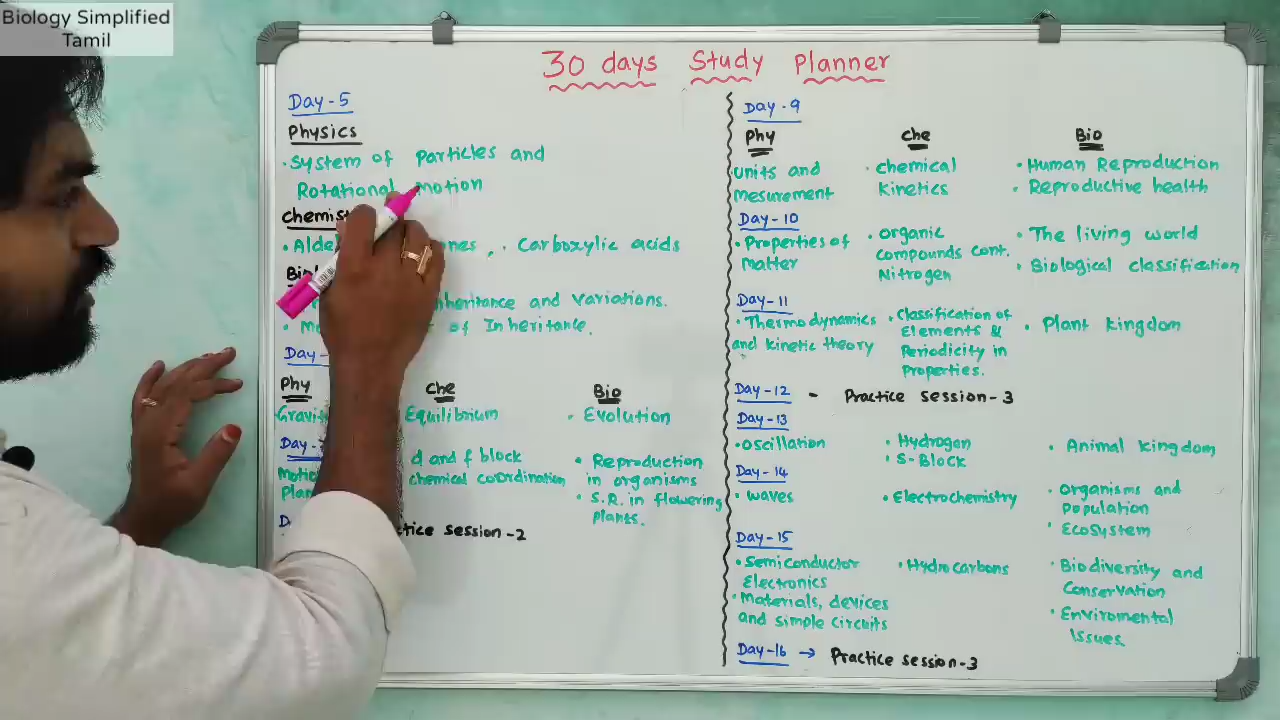 Biology Simplified
Tamil
30 days Study Planner
Day-5
Physics
• System of Particles and
Rotational motion
• Carboxylic acids
Inheritance and Variations.
• of Inheritance.
Phy Che Bio
Equilibrium • Evolution
d and f block
chemical coordination
• Reproduction
in organisms
• S.R. in flowering
Plants.
session -2
Day-9
Phy Che Bio
units and
mesurement
• chemical
kinetics
• Human Reproduction
• Reproductive health
Day-10
• Properties of
matter
• organic
compounds cont.
Nitrogen
• The living world
• Biological classification
Day-11
• Thermodynamics
and kinetic theory
• Classification of
Elements &
Periodicity in
Properties.
• Plant kingdom
Day-12 - Practice session-3
Day-13
• oscillation
• Hydrogen
• S-Block
• Animal kingdom
Day-14
• waves
• Electrochemistry
• Organisms and
Population
• Ecosystem
Day-15
• Semiconductor
Electronics
• Materials, devices
and simple circuits
• Hydrocarbons
• Biodiversity and
Conservation
• Enviromental
Issues
Day-16 → Practice session-3